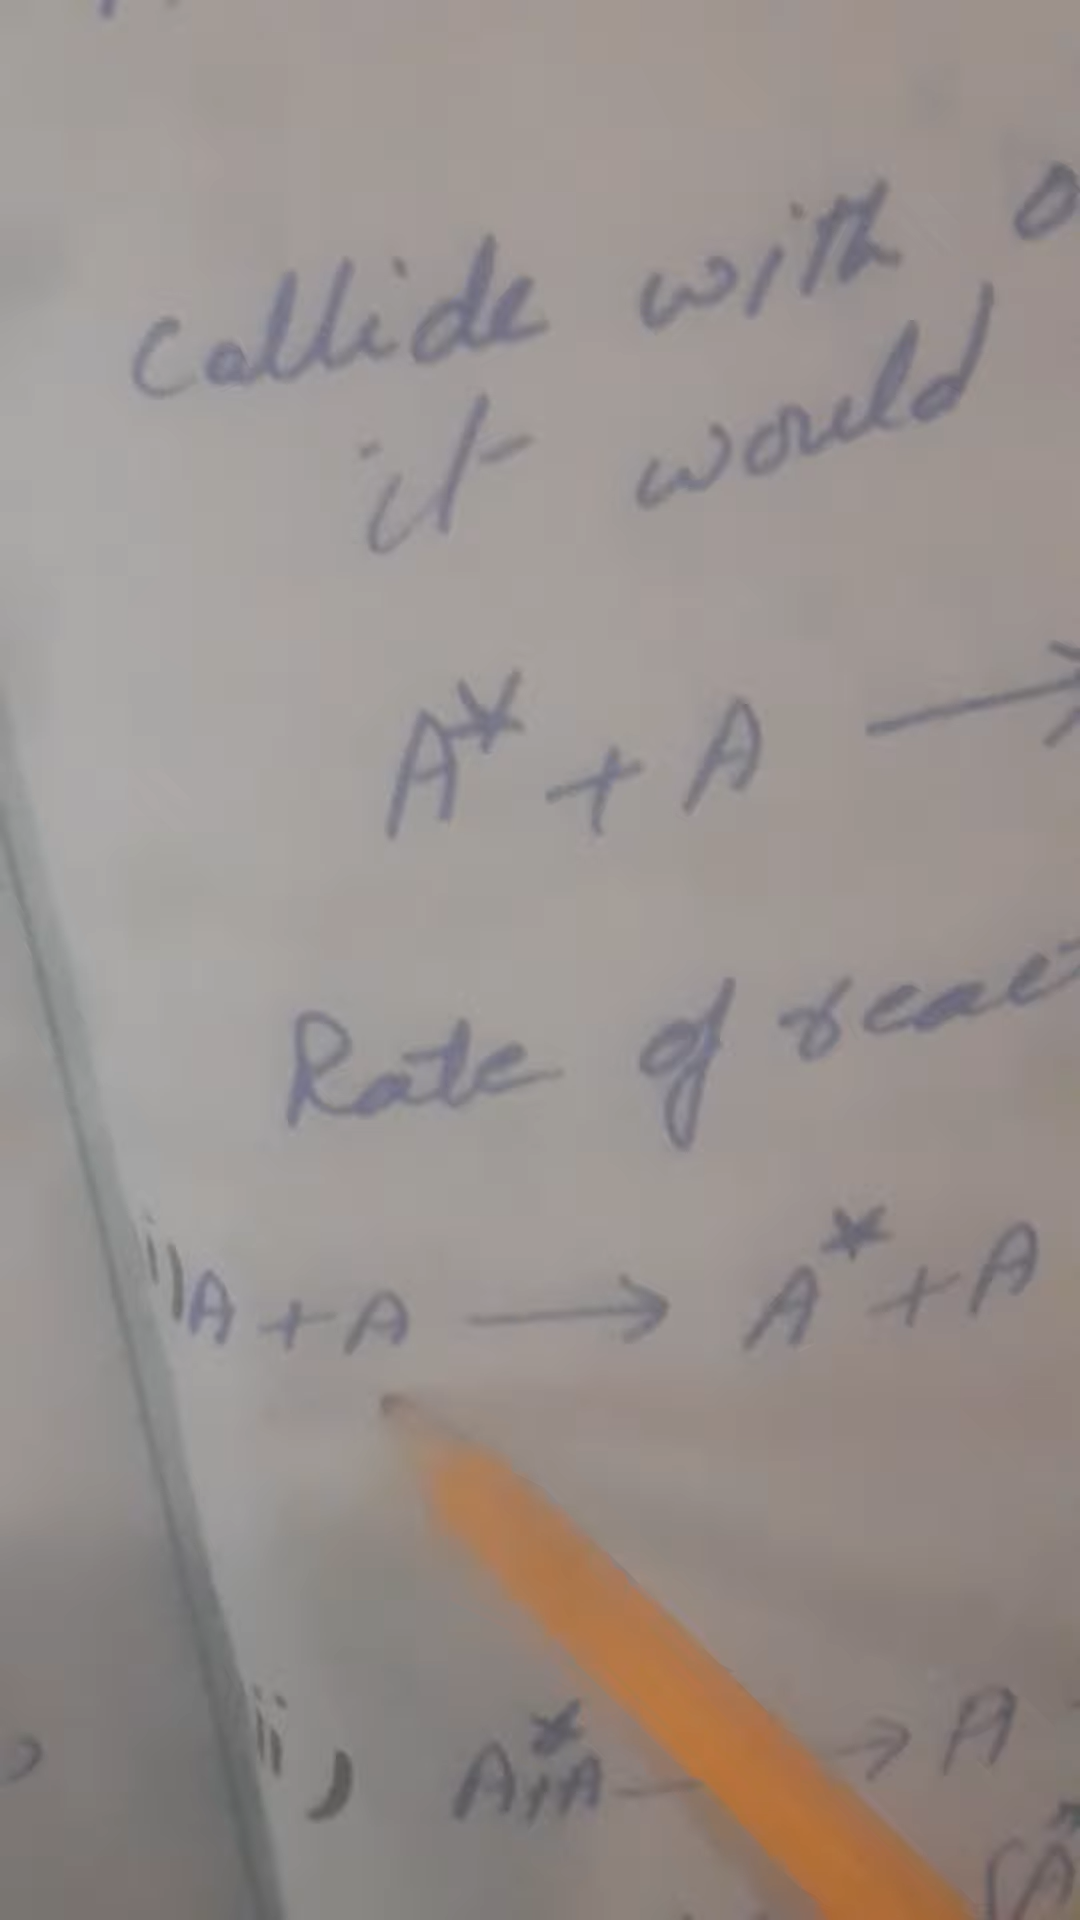 Collide with
it would
A* + A →
Rate of
i) A + A → A* + A
ii) A* + A → A